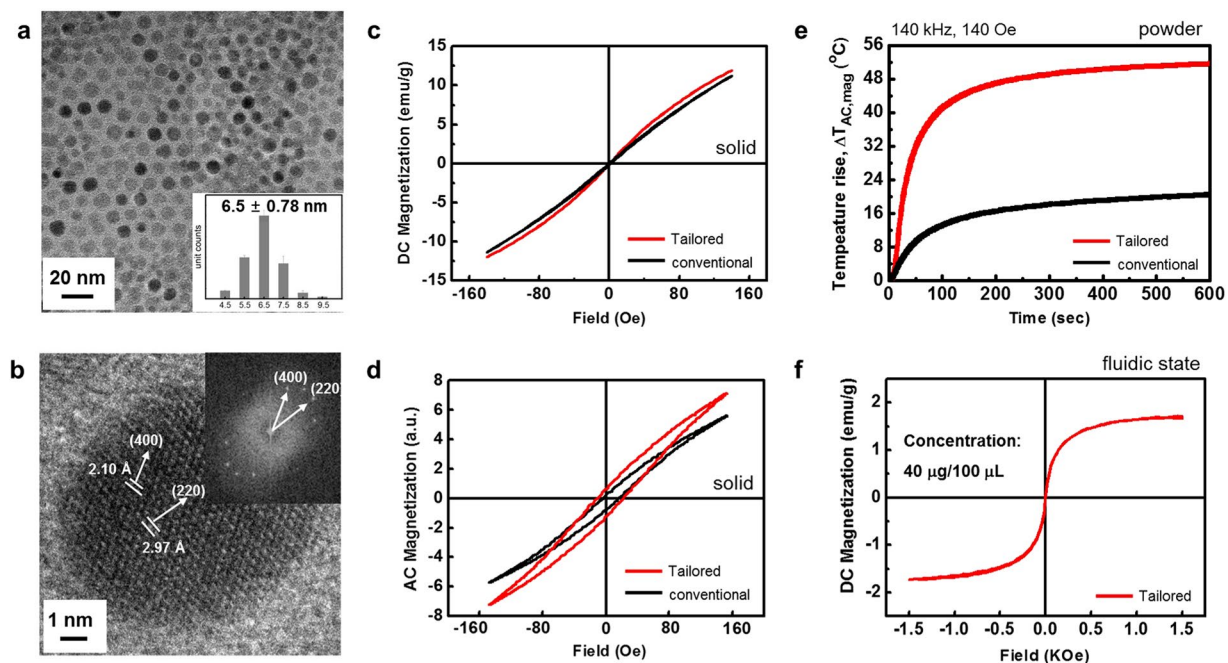 a
6.5 ± 0.78 nm
unit counts
4.5 5.5 6.5 7.5 8.5 9.5
20 nm
b
(400)
(220)
(400)
2.10 Å
(220)
2.97 Å
1 nm
c
DC Magnetization (emu/g)
15
10
5
0
-5
-10
-15
solid
Tailored
conventional
-160 -80 0 80 160
Field (Oe)
d
AC Magnetization (a.u.)
8
6
4
2
0
-2
-4
-6
-8
solid
Tailored
conventional
-160 -80 0 80 160
Field (Oe)
e
140 kHz, 140 Oe
powder
Tempeature rise, ΔT AC,mag (°C)
56
48
40
32
24
16
8
0
Tailored
conventional
0 100 200 300 400 500 600
Time (sec)
f
fluidic state
DC Magnetization (emu/g)
2
1
0
-1
-2
Concentration:
40 μg/100 μL
Tailored
-1.5 -1.0 -0.5 0.0 0.5 1.0 1.5
Field (KOe)